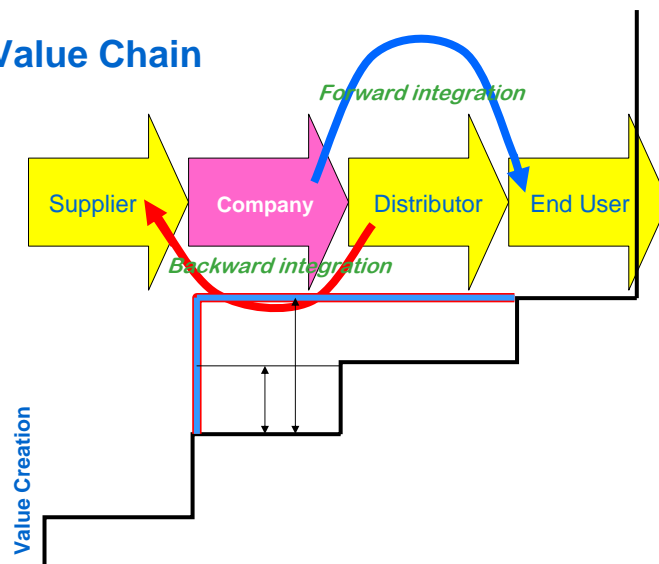 Value Chain
Forward integration
Supplier
Company
Distributor
End User
Backward integration
Value Creation